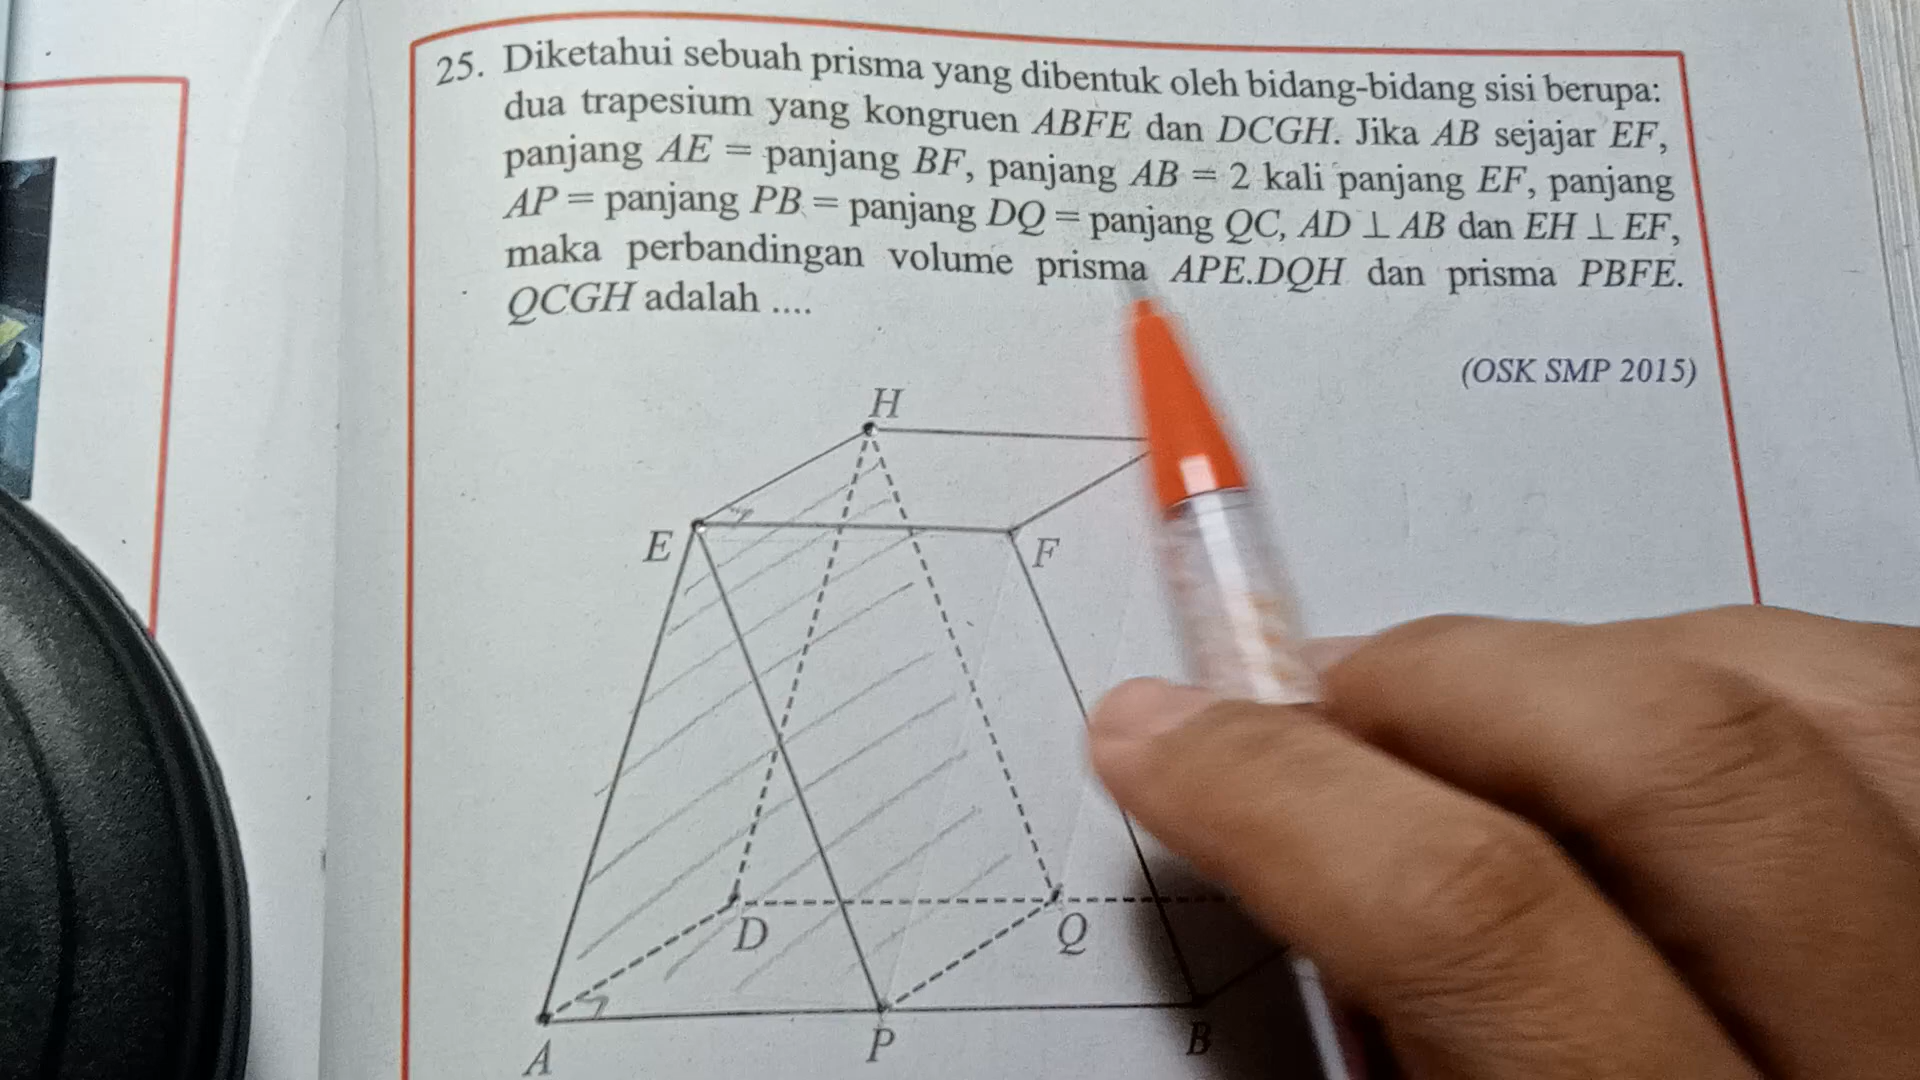 25. Diketahui sebuah prisma yang dibentuk oleh bidang-bidang sisi berupa:
dua trapesium yang kongruen ABFE dan DCGH. Jika AB sejajar EF,
panjang AE = panjang BF, panjang AB = 2 kali panjang EF, panjang
AP = panjang PB = panjang DQ = panjang QC, AD ⊥ AB dan EH ⊥ EF,
maka perbandingan volume prisma APE.DQH dan prisma PBFE.
QCGH adalah ....
(OSK SMP 2015)
H
E
F
D
Q
A
P
B